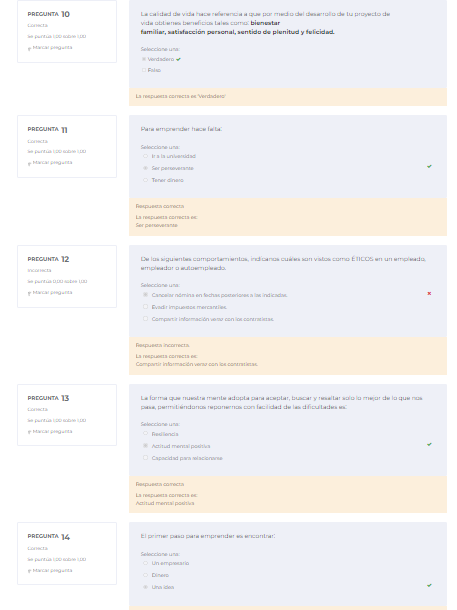 PREGUNTA 10
Correcta
Se puntúa 1,00 sobre 1,00
Marcar pregunta
La calidad de vida hace referencia a que por medio del desarrollo de tu proyecto de
vida obtienes beneficios tales como: bienestar
familiar, satisfacción personal, sentido de plenitud y felicidad.
Seleccione una:
Verdadero
Falso
La respuesta correcta es 'Verdadero'
PREGUNTA 11
Correcta
Se puntúa 1,00 sobre 1,00
Marcar pregunta
Para emprender hace falta:
Seleccione una:
Ir a la universidad
Ser perseverante.
Tener dinero
Respuesta correcta
La respuesta correcta es:
Ser perseverante.
PREGUNTA 12
Incorrecta
Se puntúa 0,00 sobre 1,00
Marcar pregunta
De los siguientes comportamientos, indícanos cuáles son vistos como ÉTICOS en un empleado,
empleador o autoempleado.
Seleccione una:
Cancelar nómina en fechas posteriores a las indicadas.
Evadir impuestos mercantiles.
Compartir información veraz con los contratistas.
Respuesta incorrecta.
La respuesta correcta es:
Compartir información veraz con los contratistas.
PREGUNTA 13
Correcta
Se puntúa 1,00 sobre 1,00
Marcar pregunta
La forma que nuestra mente adopta para aceptar, buscar y resaltar solo lo mejor de lo que nos
pasa, permitiéndonos reponernos con facilidad de las dificultades es:
Seleccione una:
Resiliencia
Actitud mental positiva
Capacidad para relacionarse
Respuesta correcta
La respuesta correcta es:
Actitud mental positiva
PREGUNTA 14
Correcta
Se puntúa 1,00 sobre 1,00
Marcar pregunta
El primer paso para emprender es encontrar:
Seleccione una:
Un empresario
Dinero
Una idea